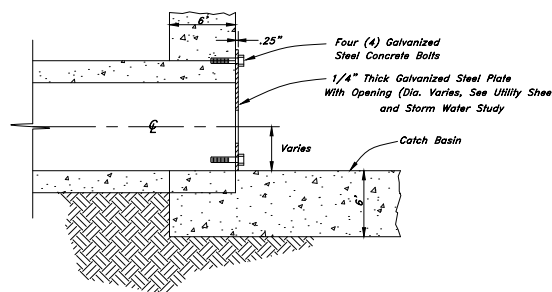 6'
.25"
Four (4) Galvanized
Steel Concrete Bolts
1/4" Thick Galvanized Steel Plate
With Opening (Dia. Varies, See Utility Shee
and Storm Water Study
℄
Varies
Catch Basin
6'